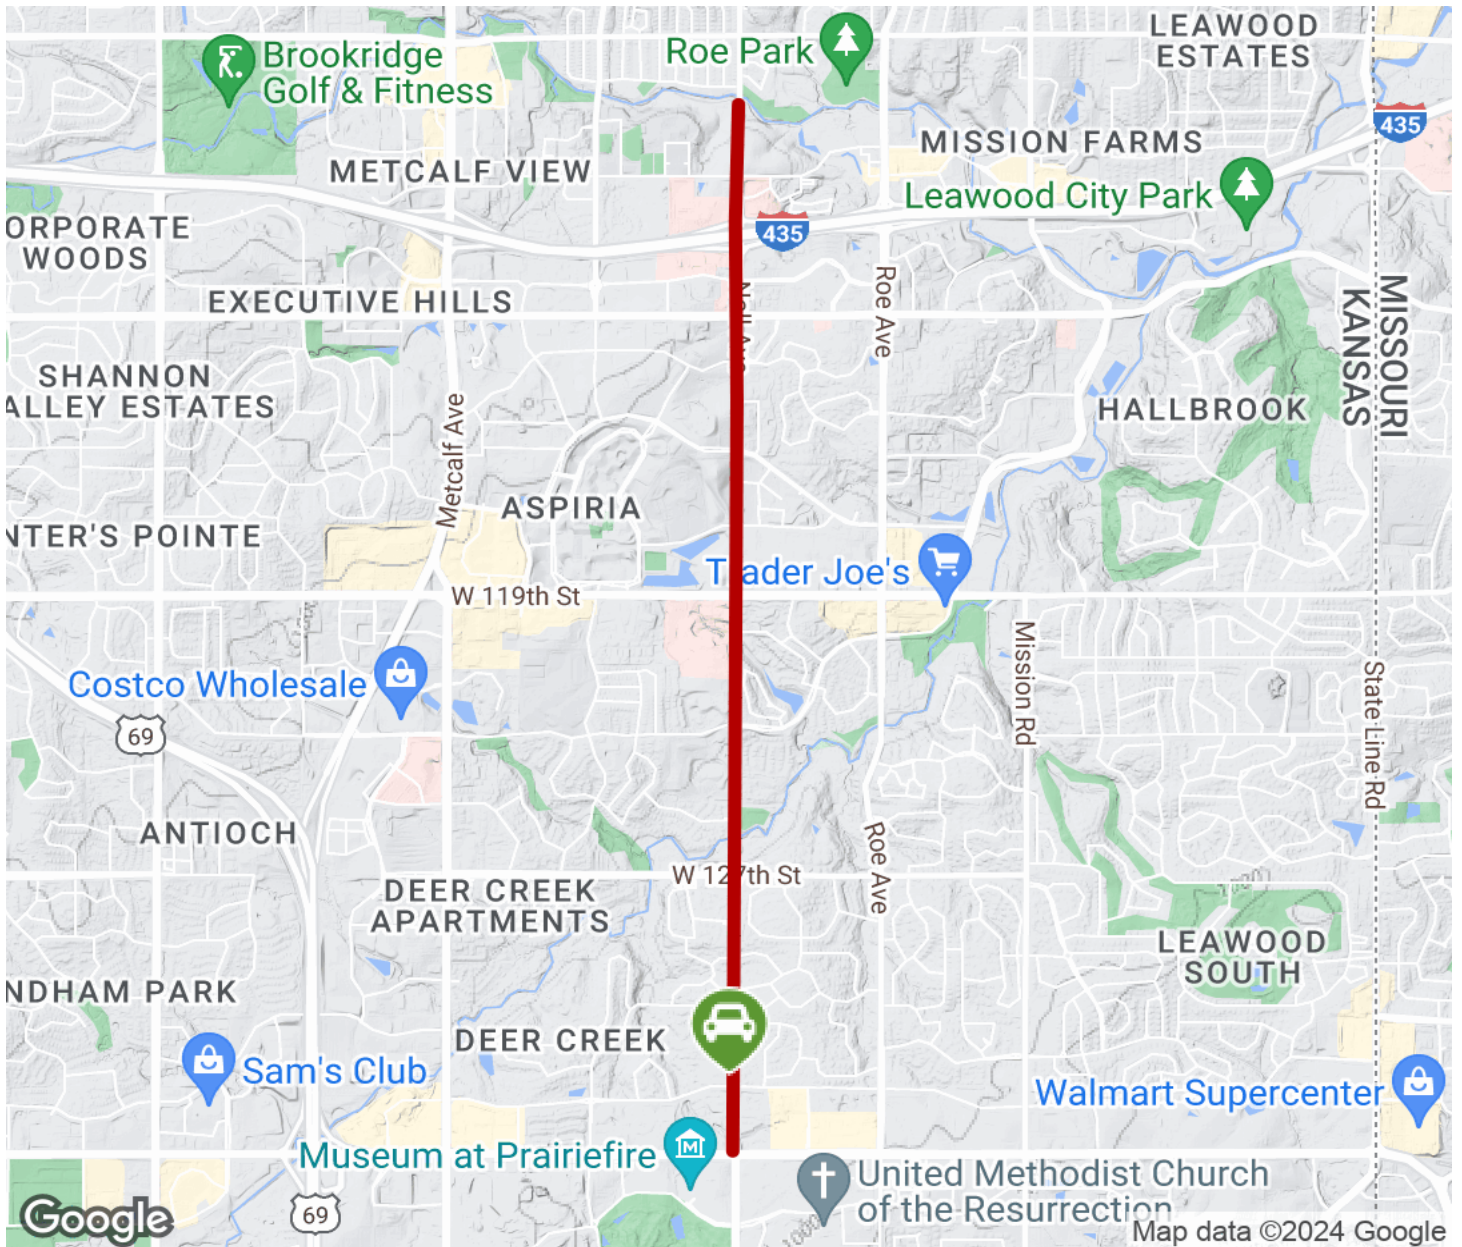 LEAWOOD
ESTATES
Brookridge
Golf & Fitness
Roe Park
435
MISSION FARMS
METCALF VIEW
Leawood City Park
435
ORPORATE
WOODS
EXECUTIVE HILLS
Roe Ave
MISSOURI
KANSAS
SHANNON
ALLEY ESTATES
HALLBROOK
Metcalf Ave
ASPIRIA
NTER'S POINTE
Trader Joe's
W 119th St
Mission Rd
Costco Wholesale
State Line Rd
69
ANTIOCH
Roe Ave
W 127th St
DEER CREEK
APARTMENTS
LEAWOOD
SOUTH
NDHAM PARK
DEER CREEK
Sam's Club
Walmart Supercenter
Museum at Prairiefire
M
United Methodist Church
of the Resurrection
69
Google
Map data ©2024 Google